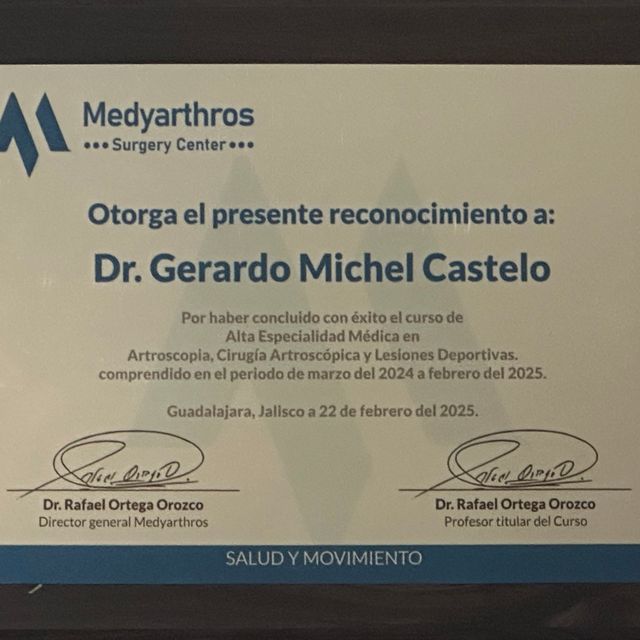 Medyarthros
•••Surgery Center•••
Otorga el presente reconocimiento a:
Dr. Gerardo Michel Castelo
Por haber concluido con éxito el curso de
Alta Especialidad Médica en
Artroscopia, Cirugía Artroscópica y Lesiones Deportivas.
comprendido en el periodo de marzo del 2024 a febrero del 2025.
Guadalajara, Jalisco a 22 de febrero del 2025.
Dr. Rafael Ortega Orozco
Director general Medyarthros
Dr. Rafael Ortega Orozco
Profesor titular del Curso
SALUD Y MOVIMIENTO